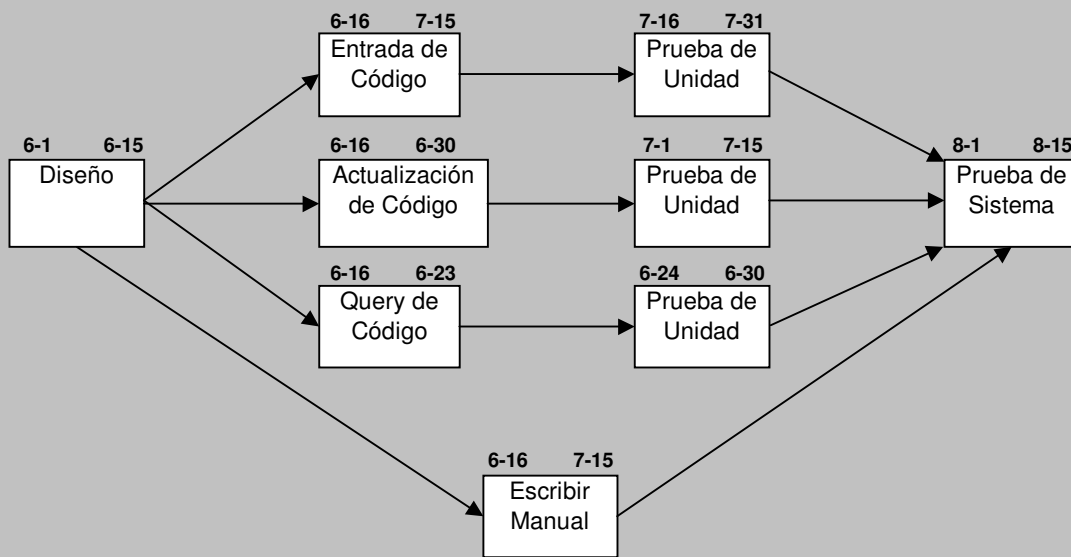 6-16 7-15
Entrada de
Código
7-16 7-31
Prueba de
Unidad
6-1 6-15
Diseño
6-16 6-30
Actualización
de Código
7-1 7-15
Prueba de
Unidad
8-1 8-15
Prueba de
Sistema
6-16 6-23
Query de
Código
6-24 6-30
Prueba de
Unidad
6-16 7-15
Escribir
Manual